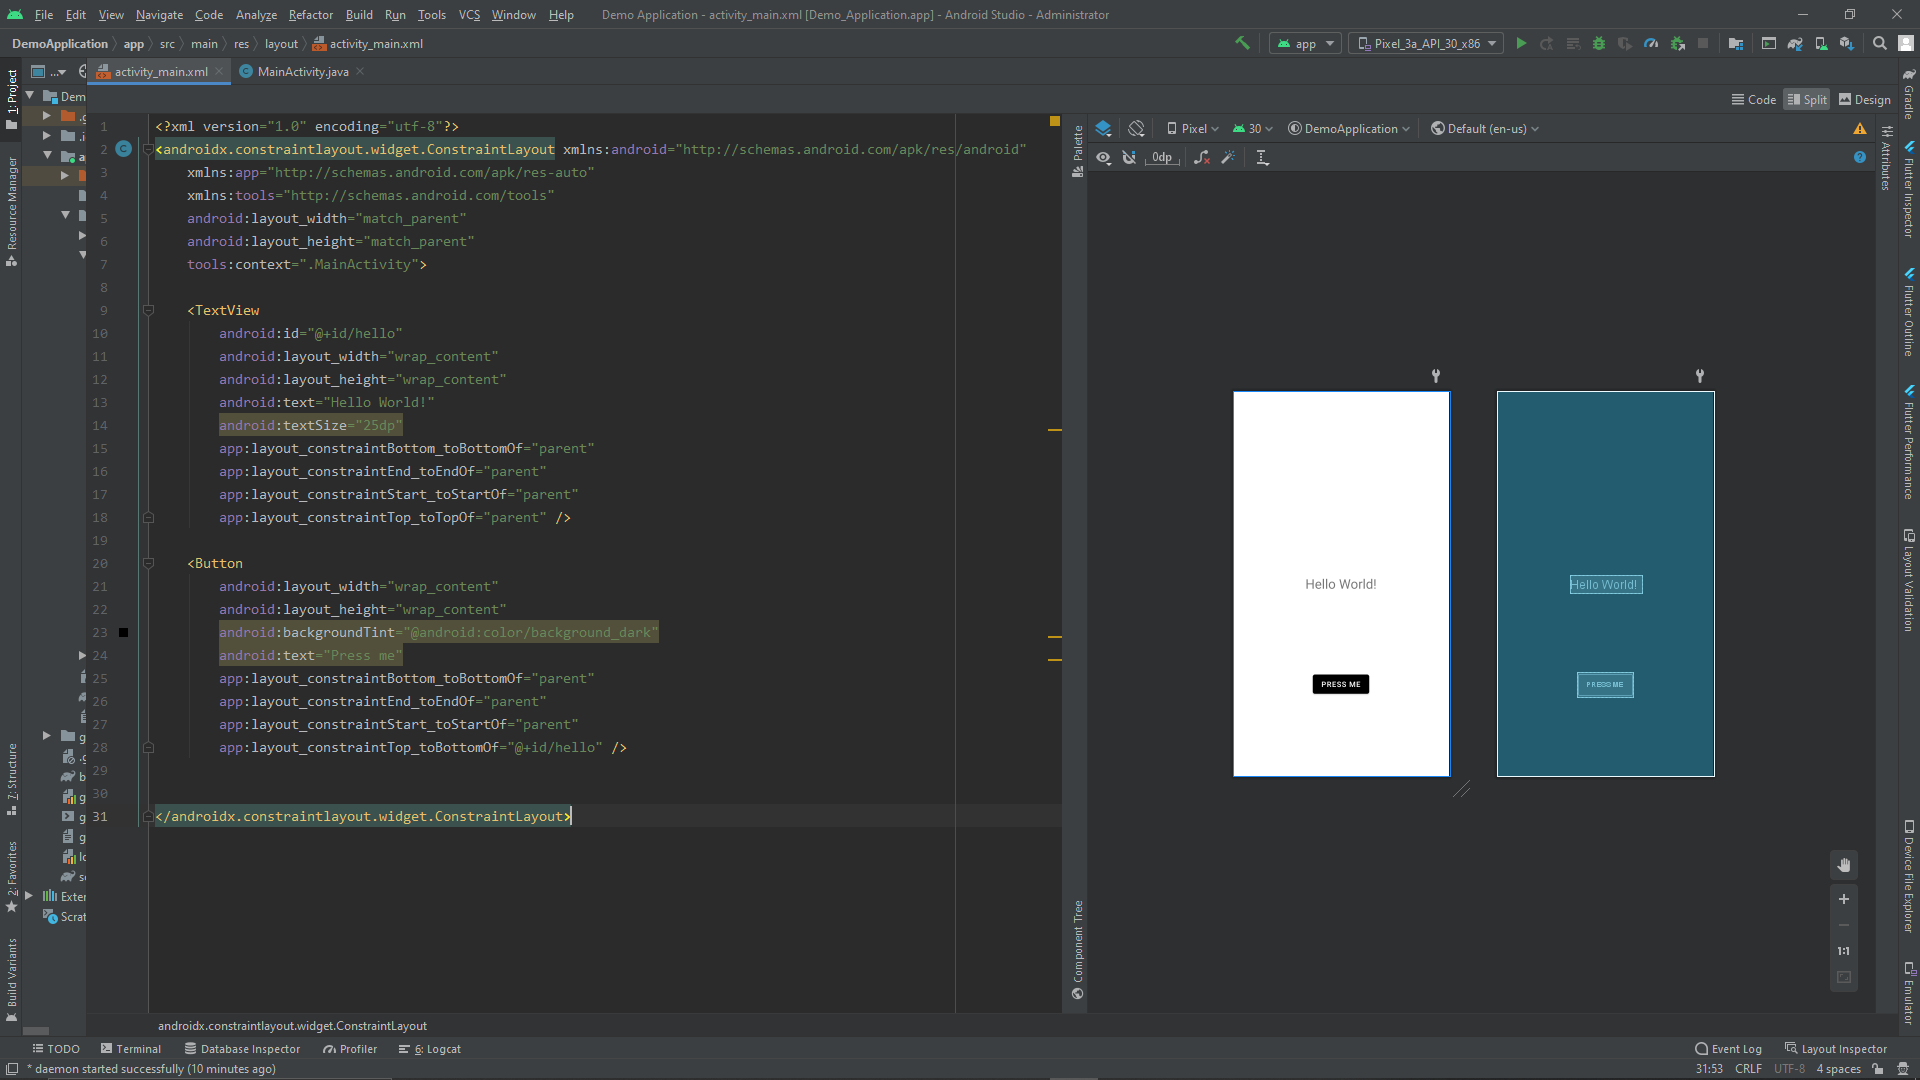 File Edit View Navigate Code Analyze Refactor Build Run Tools VCS Window Help Demo Application - activity_main.xml [Demo_Application.app] - Android Studio - Administrator
DemoApplication app src main res layout activity_main.xml app Pixel_3a_API_30_x86
... activity_main.xml MainActivity.java
Code Split Design
Pixel 30 DemoApplication Default (en-us)
0dp
1: Project
Resource Manager
7: Structure
2: Favorites
Build Variants
Dem
Exter
Scrat
1 <?xml version="1.0" encoding="utf-8"?>
2 <androidx.constraintlayout.widget.ConstraintLayout xmlns:android="http://schemas.android.com/apk/res/android"
3 xmlns:app="http://schemas.android.com/apk/res-auto"
4 xmlns:tools="http://schemas.android.com/tools"
5 android:layout_width="match_parent"
6 android:layout_height="match_parent"
7 tools:context=".MainActivity">
8
9 <TextView
10 android:id="@+id/hello"
11 android:layout_width="wrap_content"
12 android:layout_height="wrap_content"
13 android:text="Hello World!"
14 android:textSize="25dp"
15 app:layout_constraintBottom_toBottomOf="parent"
16 app:layout_constraintEnd_toEndOf="parent"
17 app:layout_constraintStart_toStartOf="parent"
18 app:layout_constraintTop_toTopOf="parent" />
19
20 <Button
21 android:layout_width="wrap_content"
22 android:layout_height="wrap_content"
23 android:backgroundTint="@android:color/background_dark"
24 android:text="Press me"
25 app:layout_constraintBottom_toBottomOf="parent"
26 app:layout_constraintEnd_toEndOf="parent"
27 app:layout_constraintStart_toStartOf="parent"
28 app:layout_constraintTop_toBottomOf="@+id/hello" />
29
30
31 </androidx.constraintlayout.widget.ConstraintLayout>
androidx.constraintlayout.widget.ConstraintLayout
Palette
Component Tree
Hello World!
PRESS ME
Hello World!
PRESS ME
1:1
Attributes
Gradle
Flutter Inspector
Flutter Outline
Flutter Performance
Layout Validation
Device File Explorer
Emulator
TODO Terminal Database Inspector Profiler 6: Logcat Event Log Layout Inspector
* daemon started successfully (10 minutes ago) 31:53 CRLF UTF-8 4 spaces